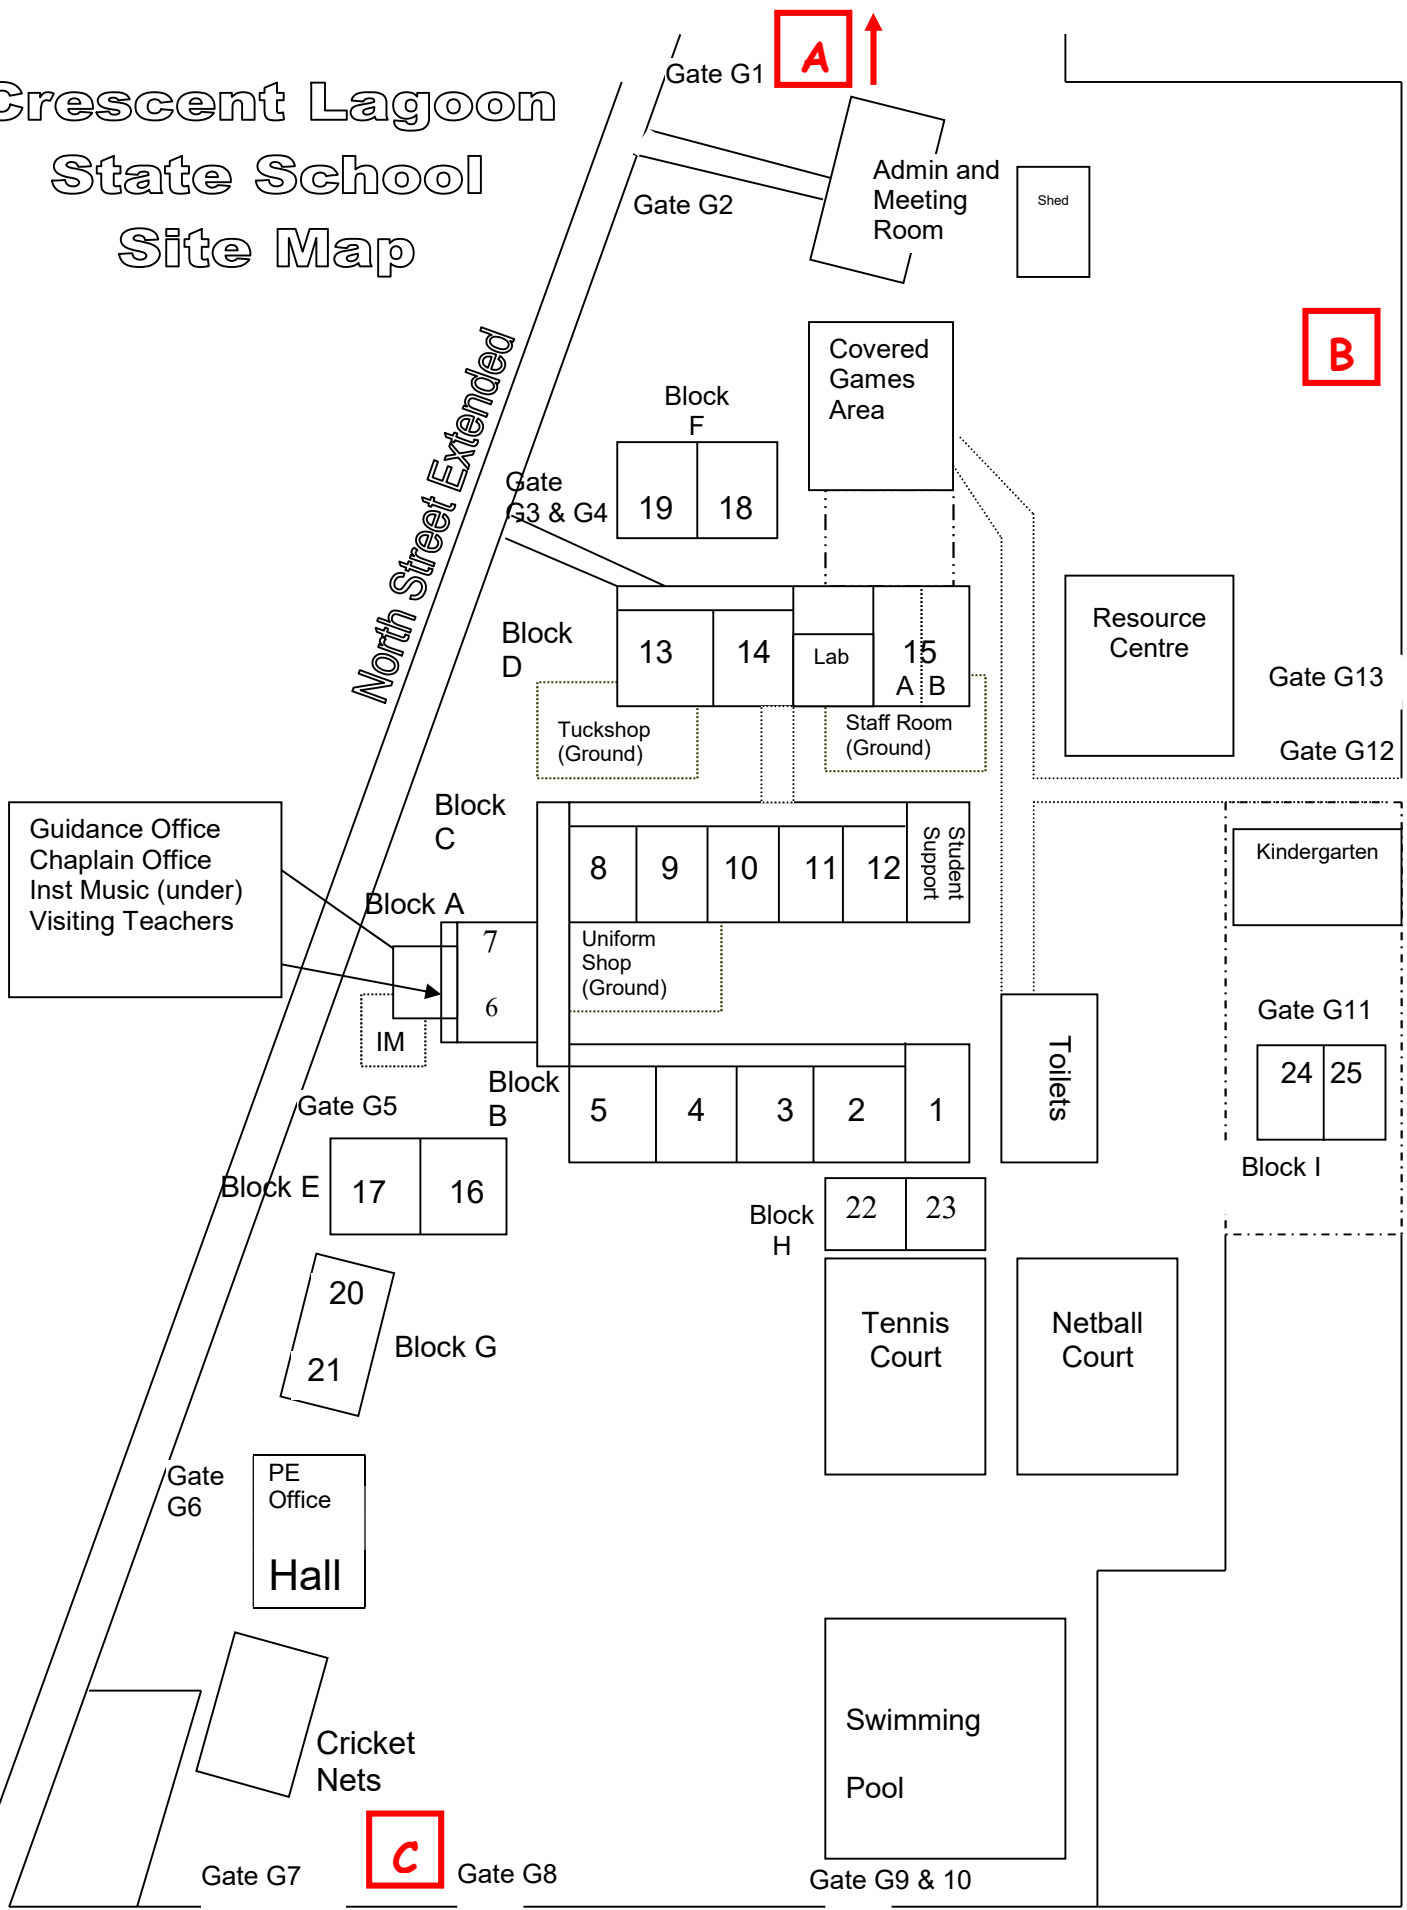 Crescent Lagoon
State School
Site Map
Gate G1
A
Gate G2
Admin and
Meeting
Room
Shed
B
North Street Extended
Covered
Games
Area
Block
F
19
18
Gate
G3 & G4
Block
D
13
14
Lab
15
A
B
Resource
Centre
Gate G13
Gate G12
Tuckshop
(Ground)
Staff Room
(Ground)
Block
C
8
9
10
11
12
Student
Support
Kindergarten
Guidance Office
Chaplain Office
Inst Music (under)
Visiting Teachers
Block A
7
6
Uniform
Shop
(Ground)
IM
Gate G11
24
25
Block I
Toilets
Block
B
5
4
3
2
1
Gate G5
Block E
17
16
Block
H
22
23
20
21
Block G
Tennis
Court
Netball
Court
Gate
G6
PE
Office
Hall
Cricket
Nets
Swimming
Pool
C
Gate G7
Gate G8
Gate G9 & 10